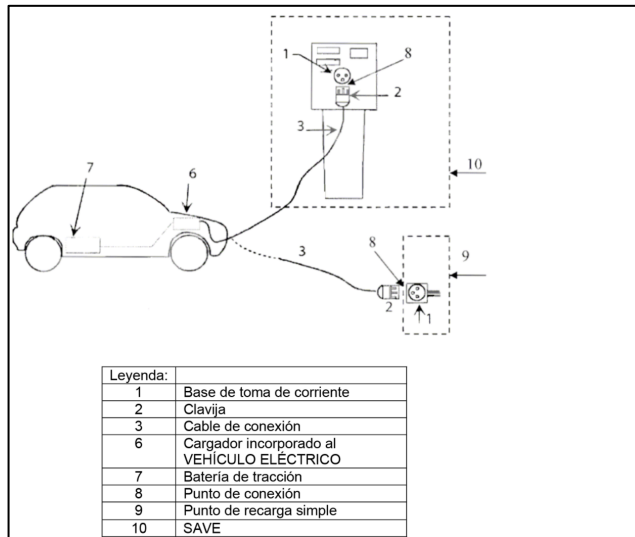 1
8
2
3
10
7
6
3
8
9
2
1
Leyenda:
1 Base de toma de corriente
2 Clavija
3 Cable de conexión
6 Cargador incorporado al
VEHÍCULO ELÉCTRICO
7 Batería de tracción
8 Punto de conexión
9 Punto de recarga simple
10 SAVE